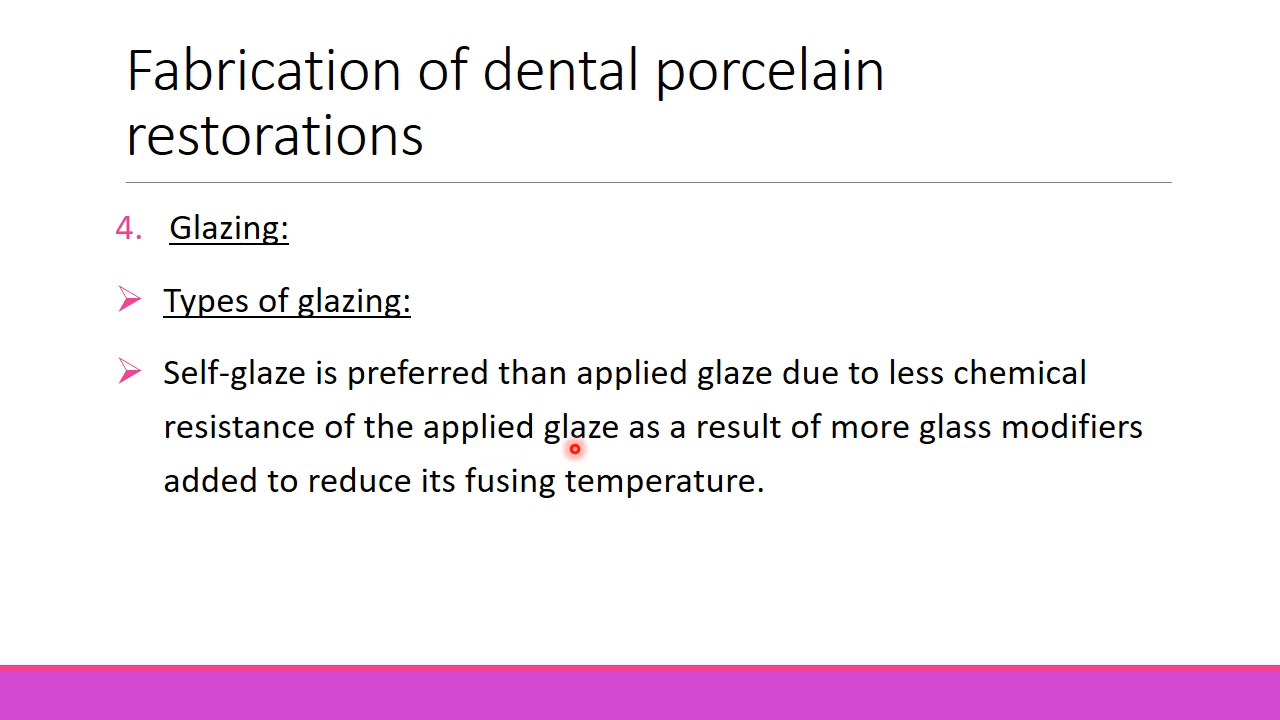 Fabrication of dental porcelain
restorations
4. Glazing:
Types of glazing:
Self-glaze is preferred than applied glaze due to less chemical
resistance of the applied glaze as a result of more glass modifiers
added to reduce its fusing temperature.